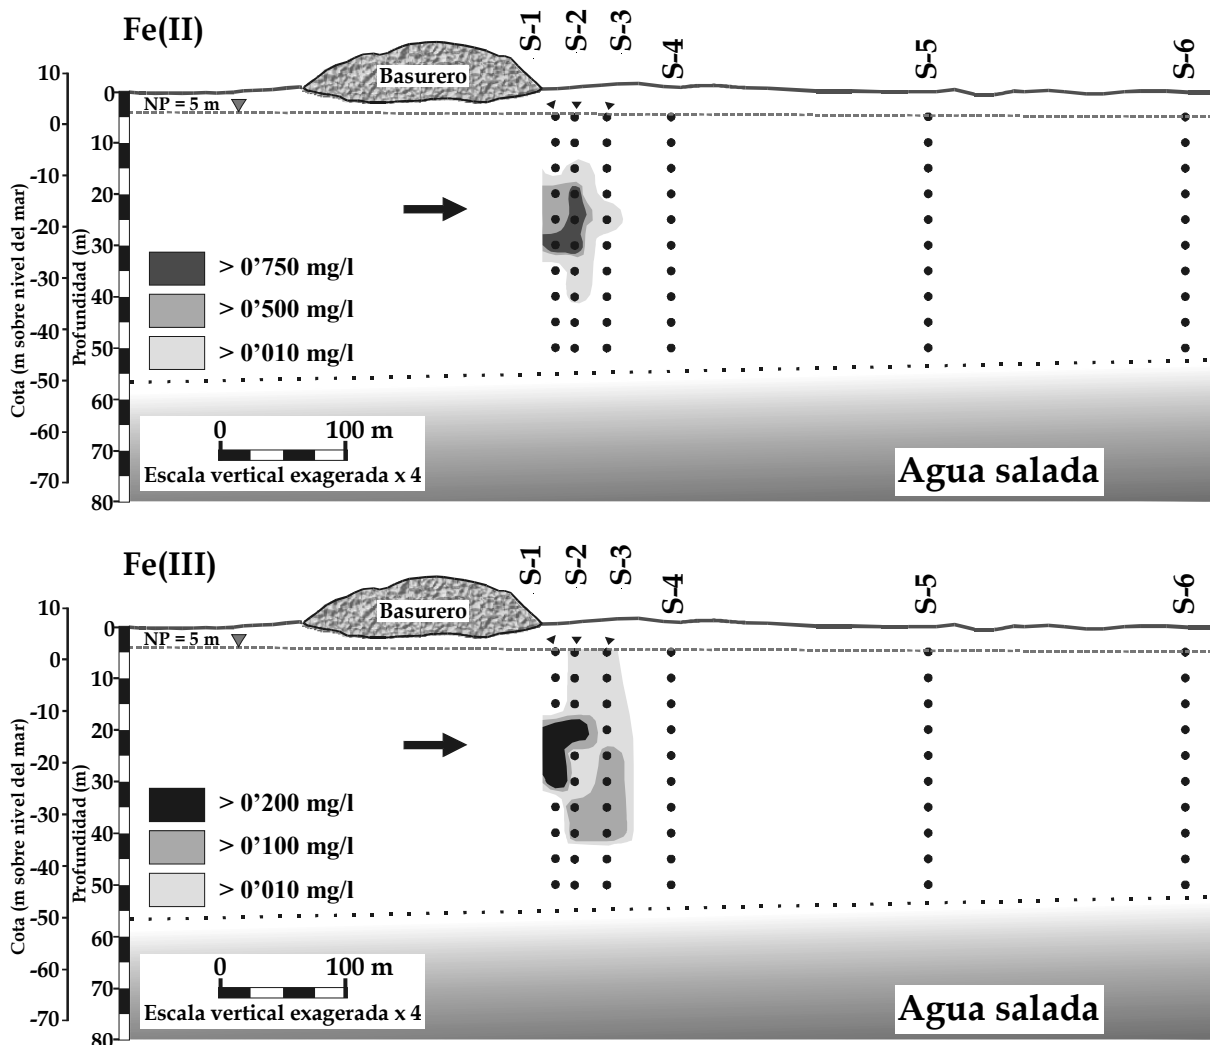 Fe(II)
S-1
S-2
S-3
S-4
S-5
S-6
Basurero
NP = 5 m
10
0
-10
-20
-30
-40
-50
-60
-70
Cota (m sobre nivel del mar)
0
10
20
30
40
50
60
70
80
Profundidad (m)
> 0’750 mg/l
> 0’500 mg/l
> 0’010 mg/l
0 100 m
Escala vertical exagerada x 4
Agua salada
Fe(III)
S-1
S-2
S-3
S-4
S-5
S-6
Basurero
NP = 5 m
10
0
-10
-20
-30
-40
-50
-60
-70
Cota (m sobre nivel del mar)
0
10
20
30
40
50
60
70
80
Profundidad (m)
> 0’200 mg/l
> 0’100 mg/l
> 0’010 mg/l
0 100 m
Escala vertical exagerada x 4
Agua salada